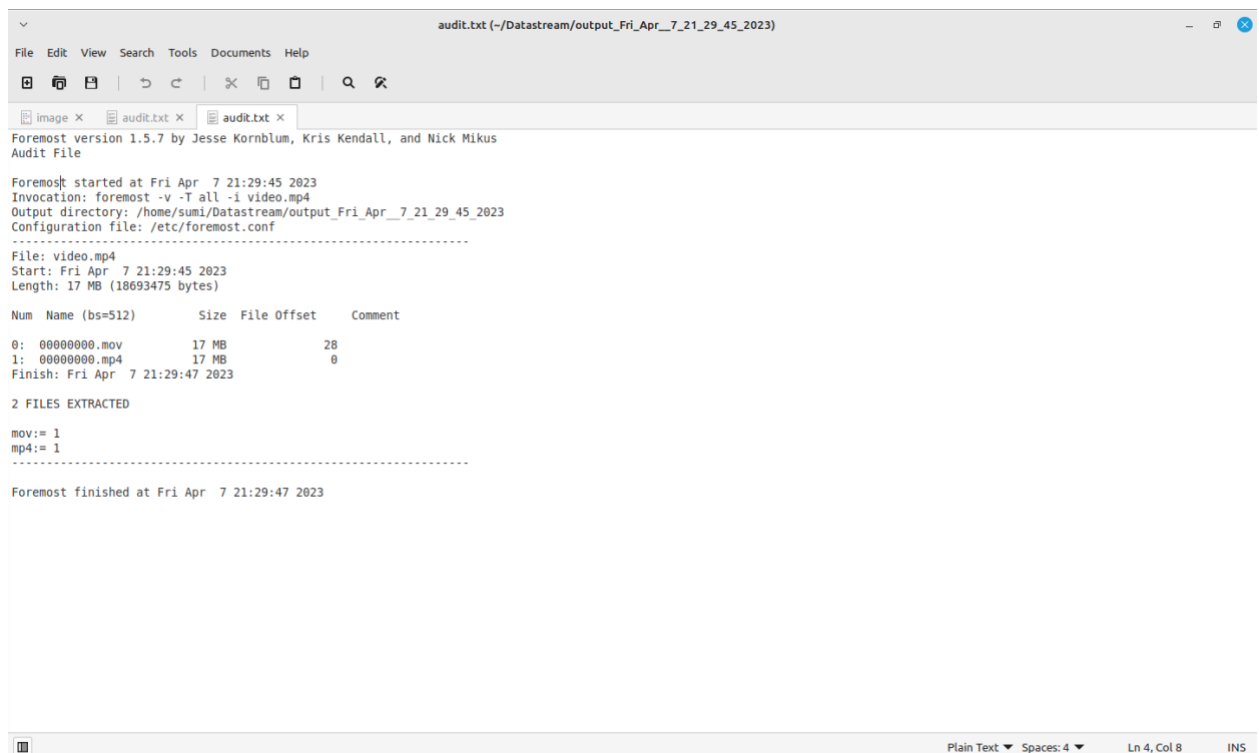 audit.txt (~/Datastream/output_Fri_Apr__7_21_29_45_2023)
File Edit View Search Tools Documents Help
image audit.txt audit.txt
Foremost version 1.5.7 by Jesse Kornblum, Kris Kendall, and Nick Mikus
Audit File
Foremost started at Fri Apr  7 21:29:45 2023
Invocation: foremost -v -T all -i video.mp4
Output directory: /home/sumi/Datastream/output_Fri_Apr__7_21_29_45_2023
Configuration file: /etc/foremost.conf
------------------------------------------------------------------
File: video.mp4
Start: Fri Apr  7 21:29:45 2023
Length: 17 MB (18693475 bytes)
Num  Name (bs=512)         Size  File Offset     Comment
0:  00000000.mov          17 MB              28
1:  00000000.mp4          17 MB               0
Finish: Fri Apr  7 21:29:47 2023
2 FILES EXTRACTED
mov:= 1
mp4:= 1
------------------------------------------------------------------
Foremost finished at Fri Apr  7 21:29:47 2023
Plain Text Spaces: 4 Ln 4, Col 8 INS